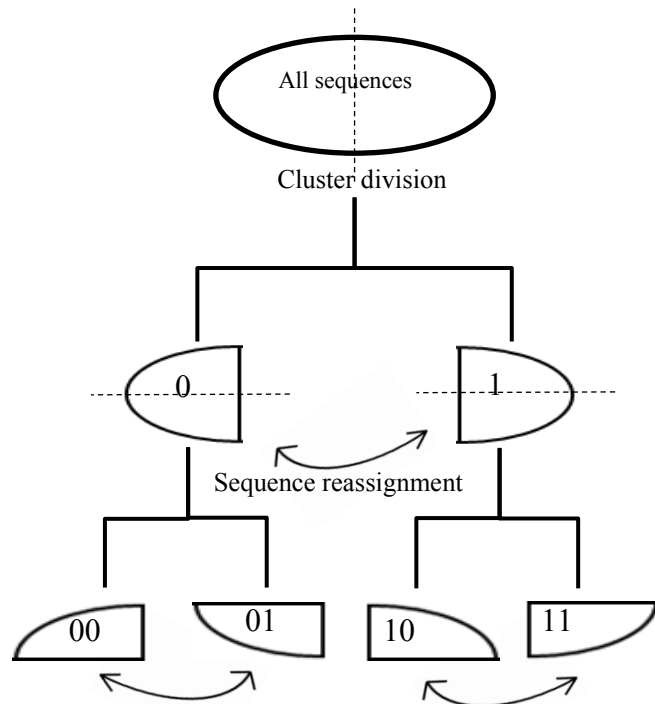 All sequences
Cluster division
0
1
Sequence reassignment
00
01
10
11